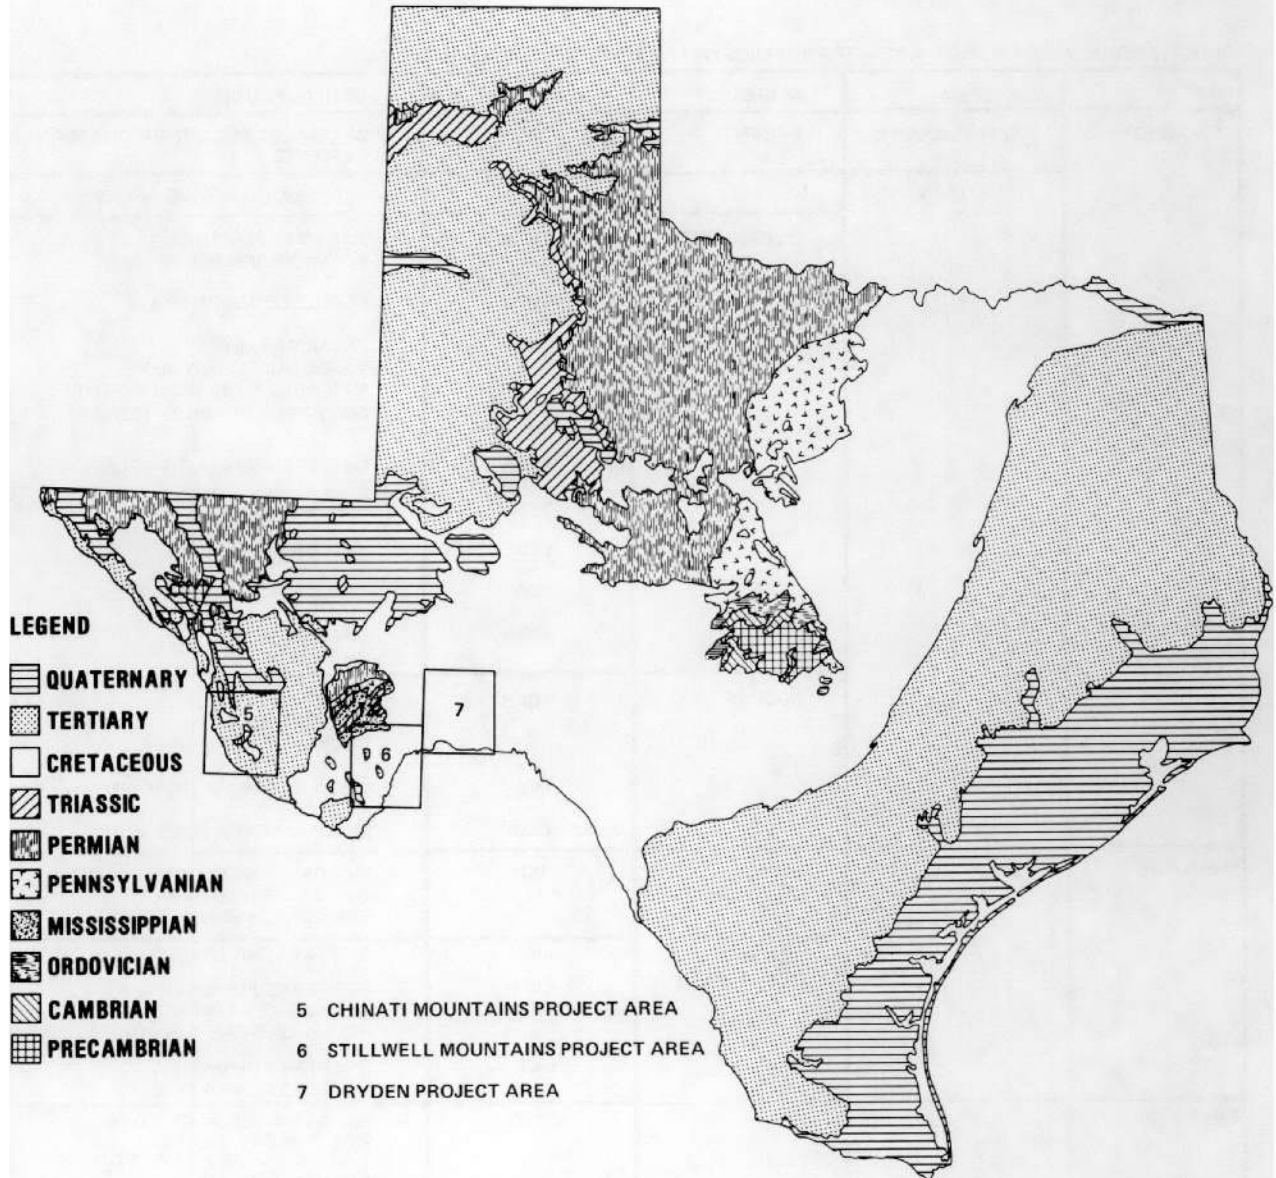 LEGEND
QUATERNARY
TERTIARY
CRETACEOUS
TRIASSIC
PERMIAN
PENNSYLVANIAN
MISSISSIPPIAN
ORDOVICIAN
CAMBRIAN
PRECAMBRIAN
5
6
7
5 CHINATI MOUNTAINS PROJECT AREA
6 STILLWELL MOUNTAINS PROJECT AREA
7 DRYDEN PROJECT AREA